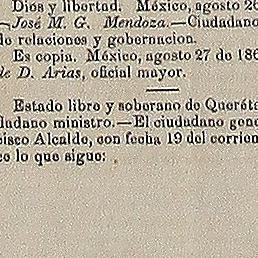 Dios y libertad. México, agosto 26
—José M. G. Mendoza.—Ciudadano
de relaciones y gobernacion.
Es copia. México, agosto 27 de 186
de D. Arias, oficial mayor.
Estado libre y soberano de Queréta
dadano ministro.—El ciudadano gene
cisco Alcalde, con fecha 19 del corrien
ce lo que sigue: